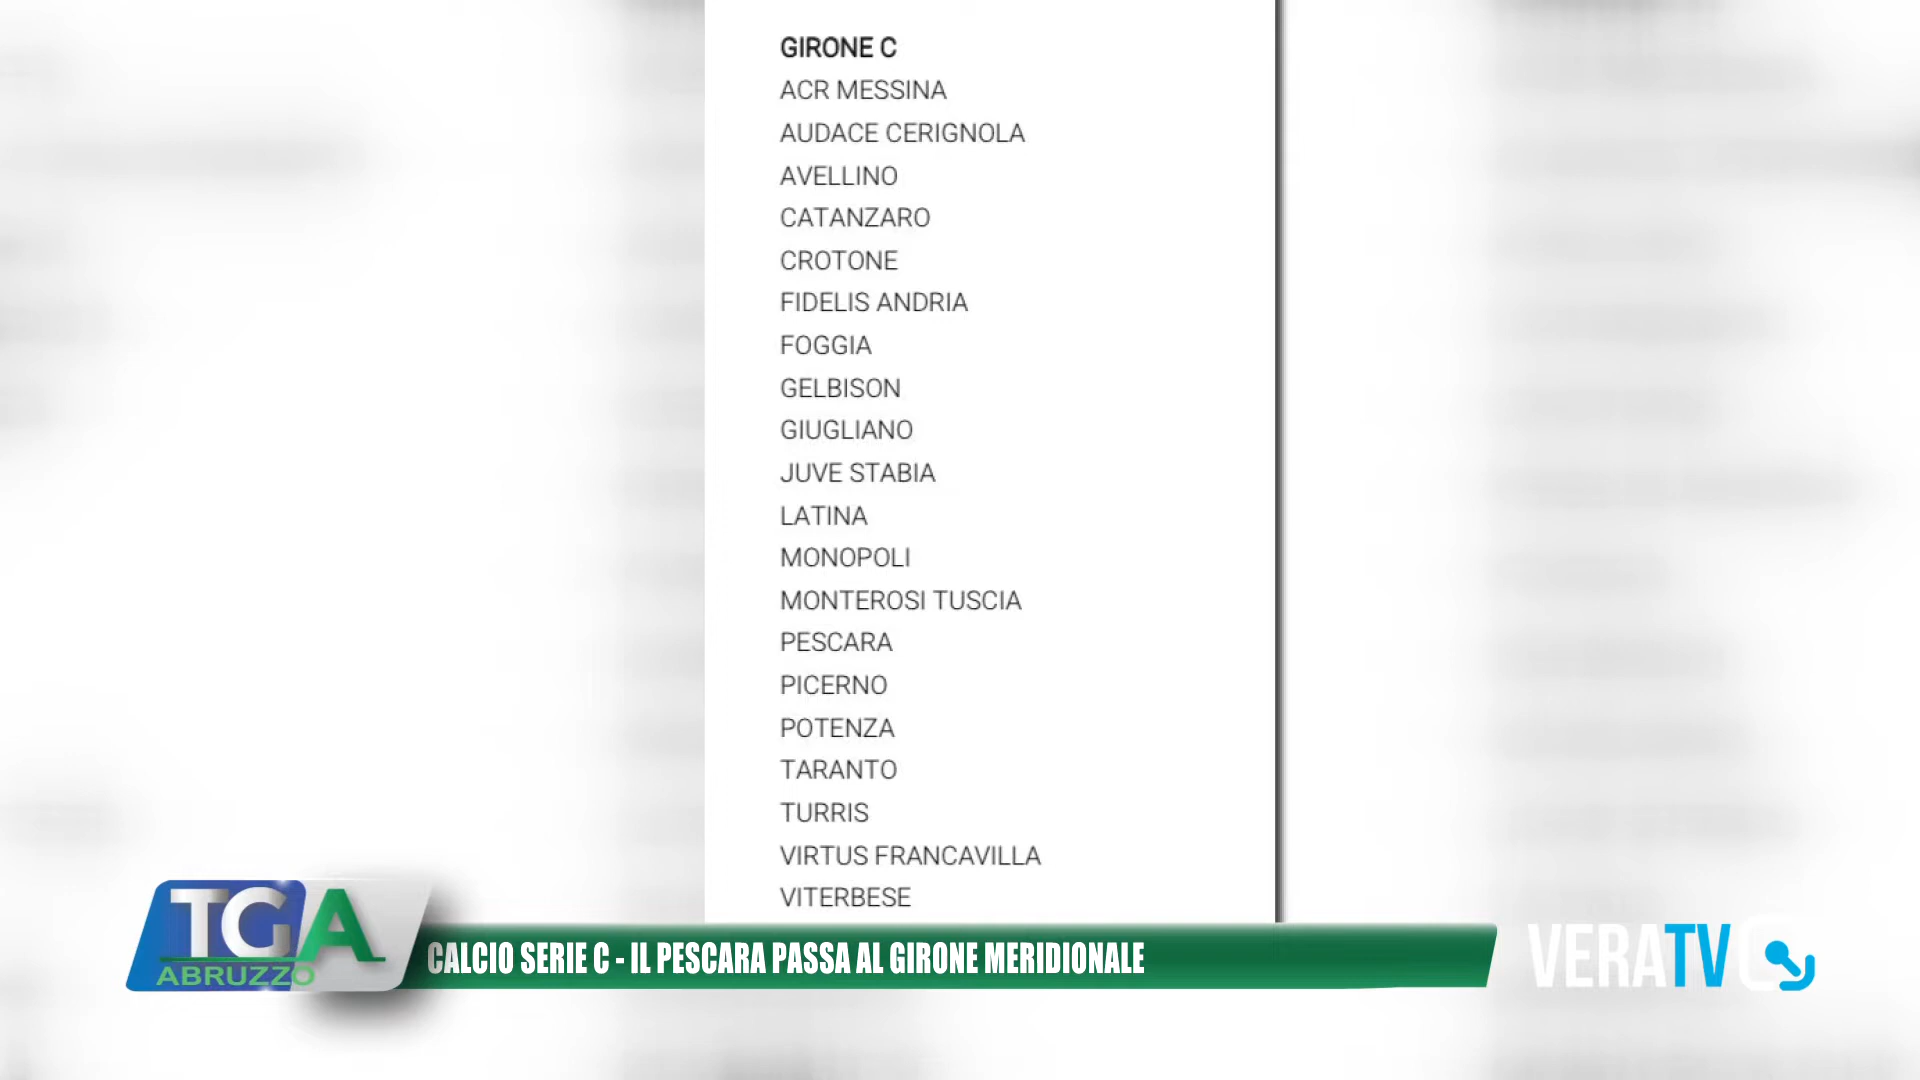 GIRONE C
ACR MESSINA
AUDACE CERIGNOLA
AVELLINO
CATANZARO
CROTONE
FIDELIS ANDRIA
FOGGIA
GELBISON
GIUGLIANO
JUVE STABIA
LATINA
MONOPOLI
MONTEROSI TUSCIA
PESCARA
PICERNO
POTENZA
TARANTO
TURRIS
VIRTUS FRANCAVILLA
VITERBESE
TGA
ABRUZZO
CALCIO SERIE C - IL PESCARA PASSA AL GIRONE MERIDIONALE
VERATV